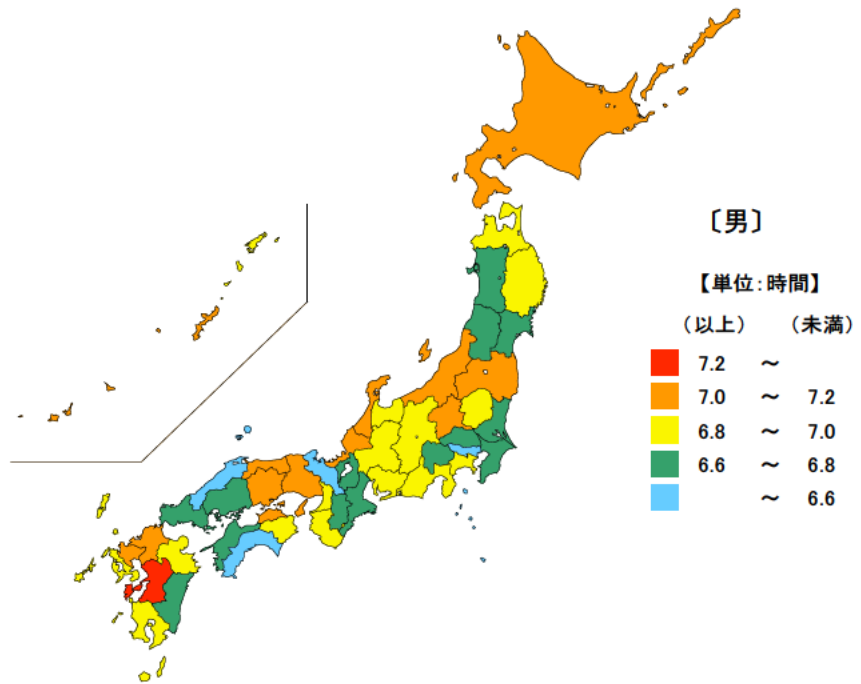 〔男〕
【単位:時間】
(以上) (未満)
7.2 ～
7.0 ～ 7.2
6.8 ～ 7.0
6.6 ～ 6.8
～ 6.6